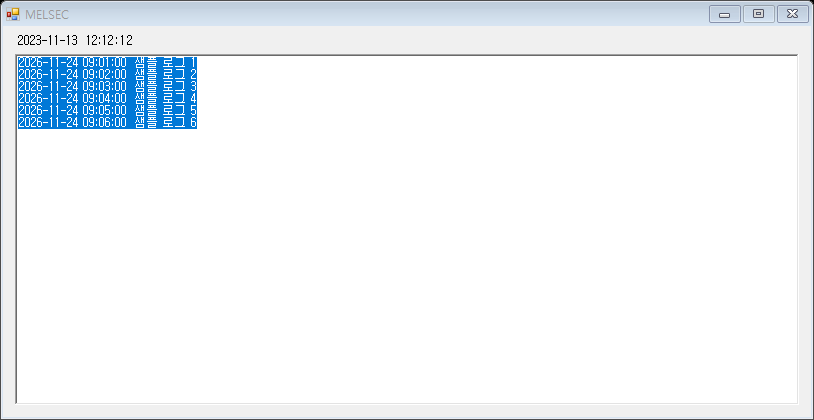 MELSEC
2023-11-13 12:12:12
2026-11-24 09:01:00 샘플 로그 1
2026-11-24 09:02:00 샘플 로그 2
2026-11-24 09:03:00 샘플 로그 3
2026-11-24 09:04:00 샘플 로그 4
2026-11-24 09:05:00 샘플 로그 5
2026-11-24 09:06:00 샘플 로그 6